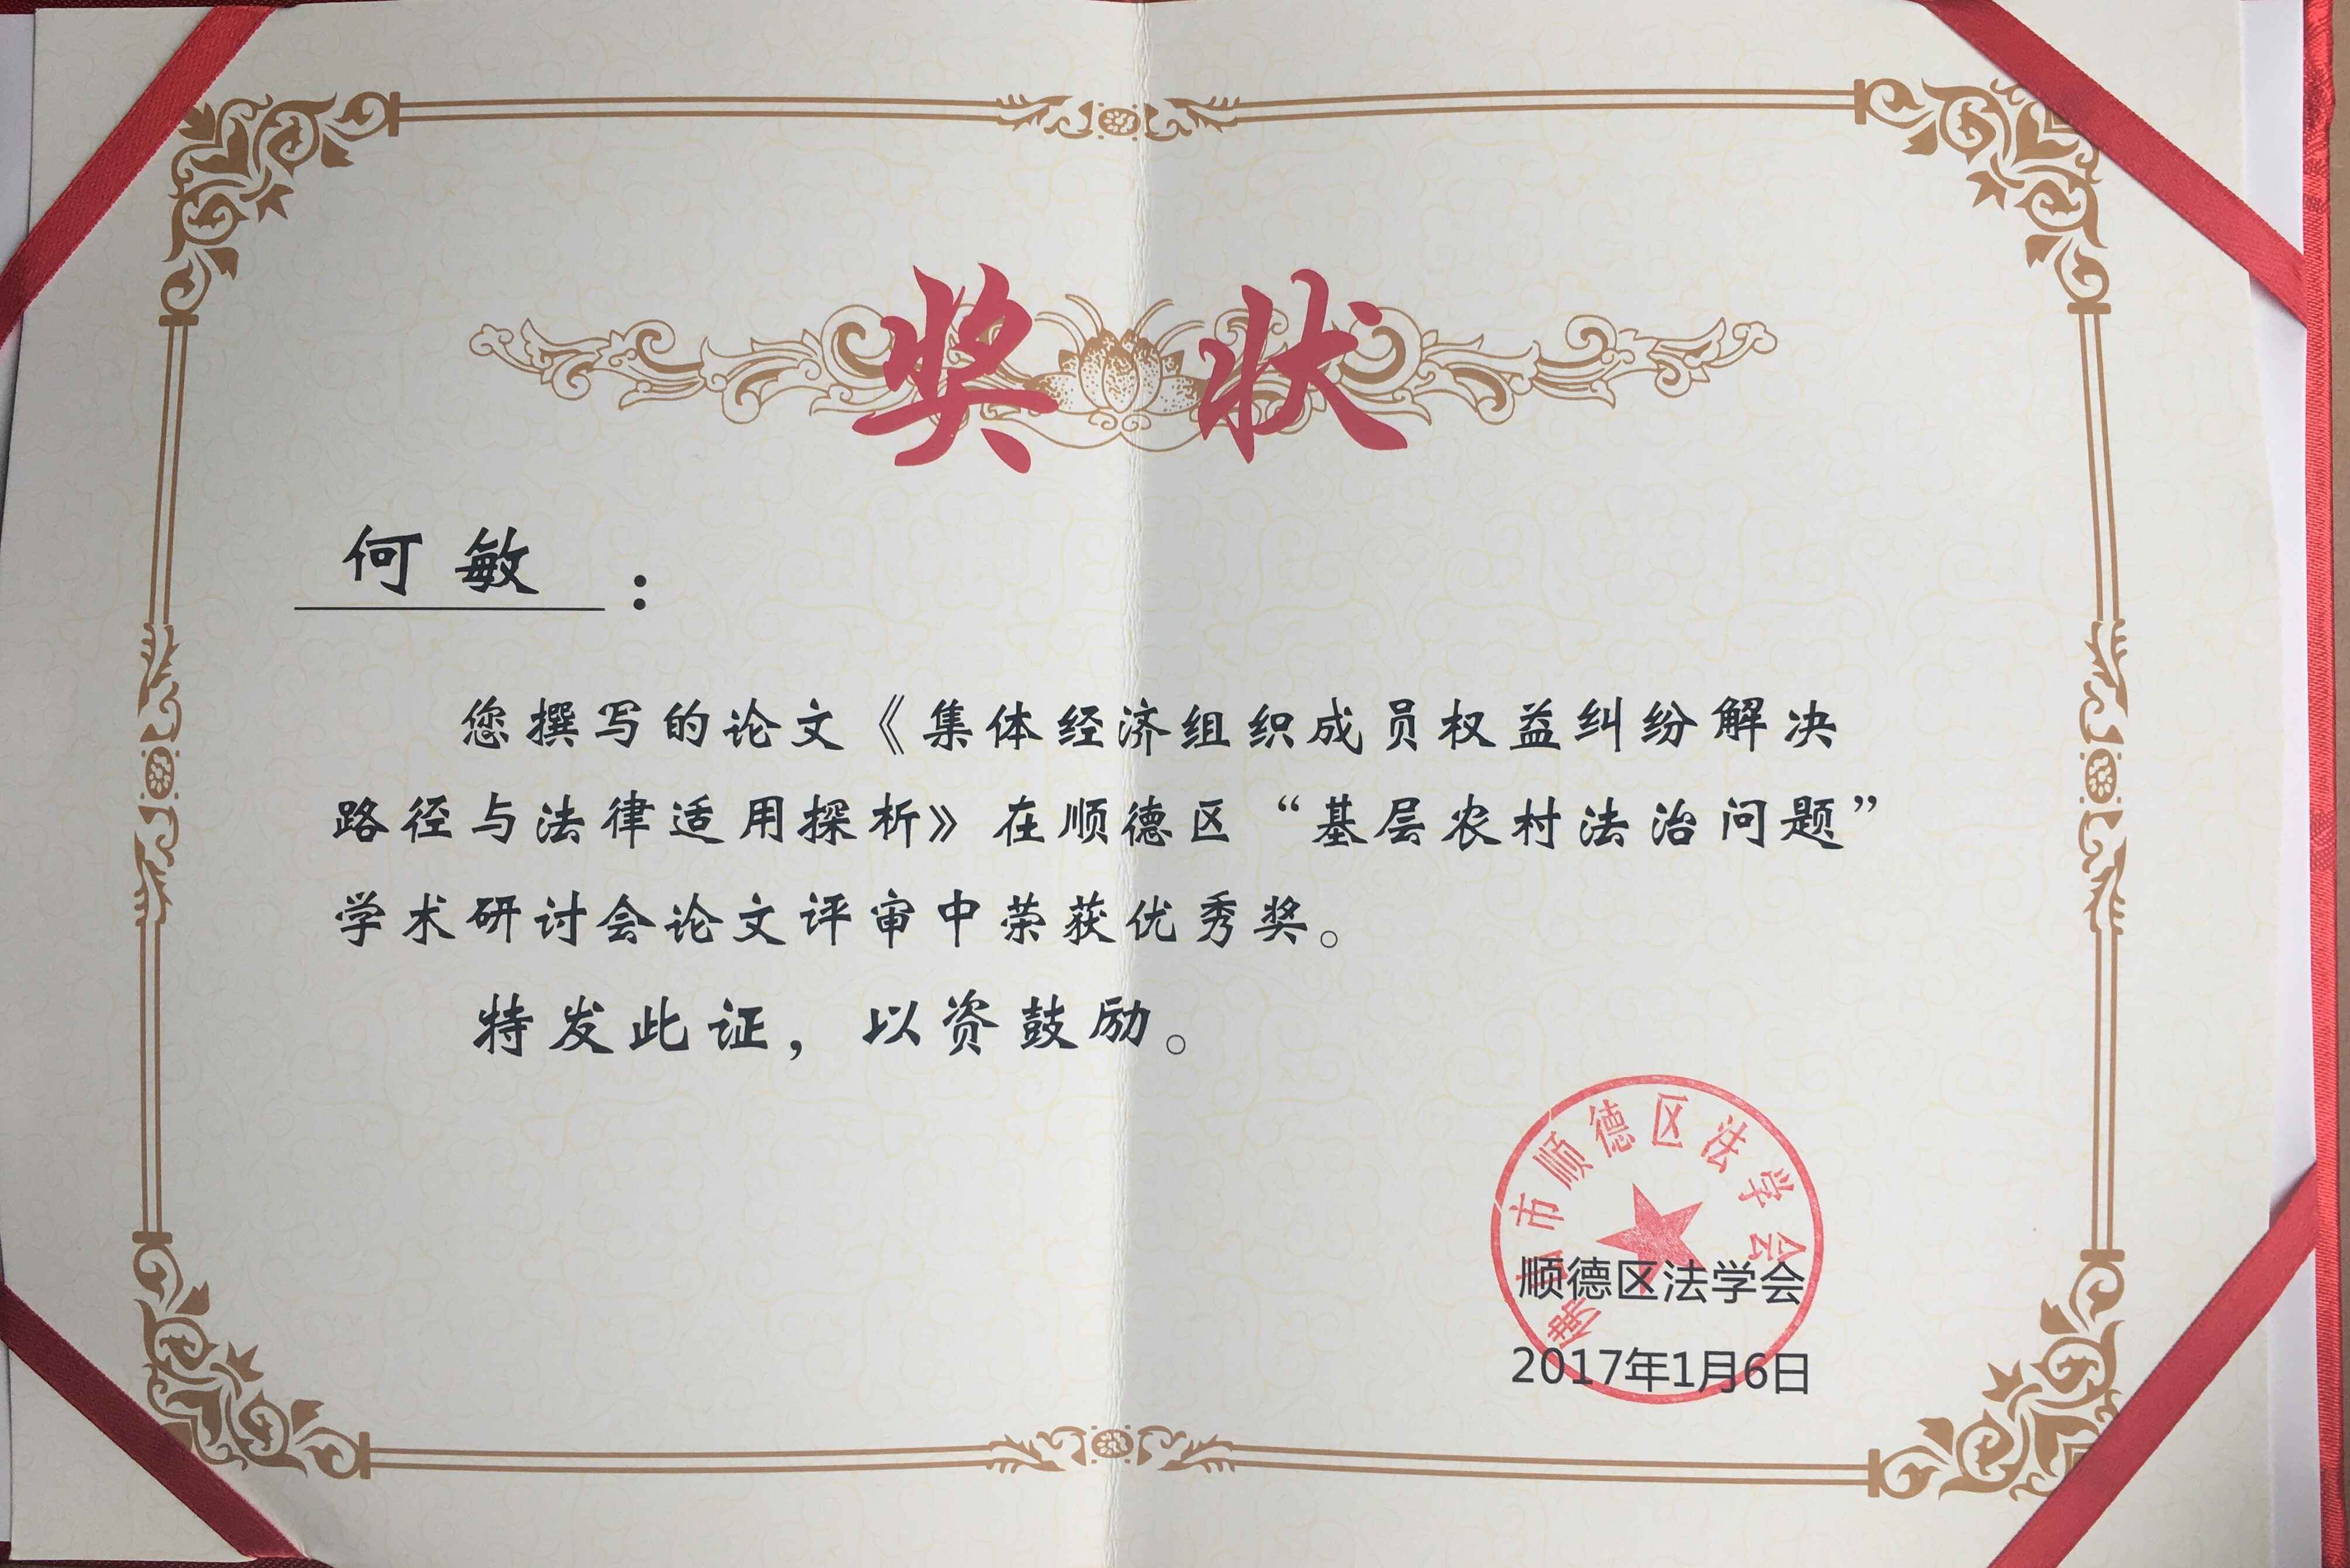 奖状
何敏：
您撰写的论文《集体经济组织成员权益纠纷解决
路径与法律适用探析》在顺德区“基层农村法治问题”
学术研讨会论文评审中荣获优秀奖。
特发此证，以资鼓励。
佛山市顺德区法学会
顺德区法学会
2017年1月6日